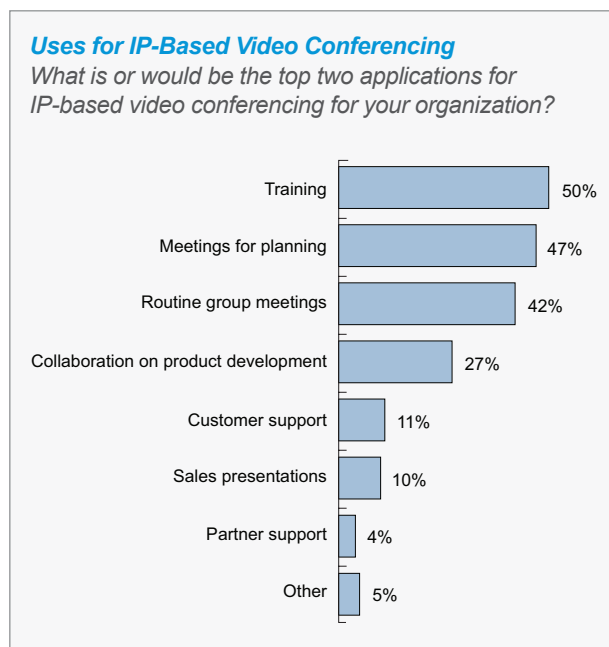 Uses for IP-Based Video Conferencing
What is or would be the top two applications for
IP-based video conferencing for your organization?
Training 50%
Meetings for planning 47%
Routine group meetings 42%
Collaboration on product development 27%
Customer support 11%
Sales presentations 10%
Partner support 4%
Other 5%